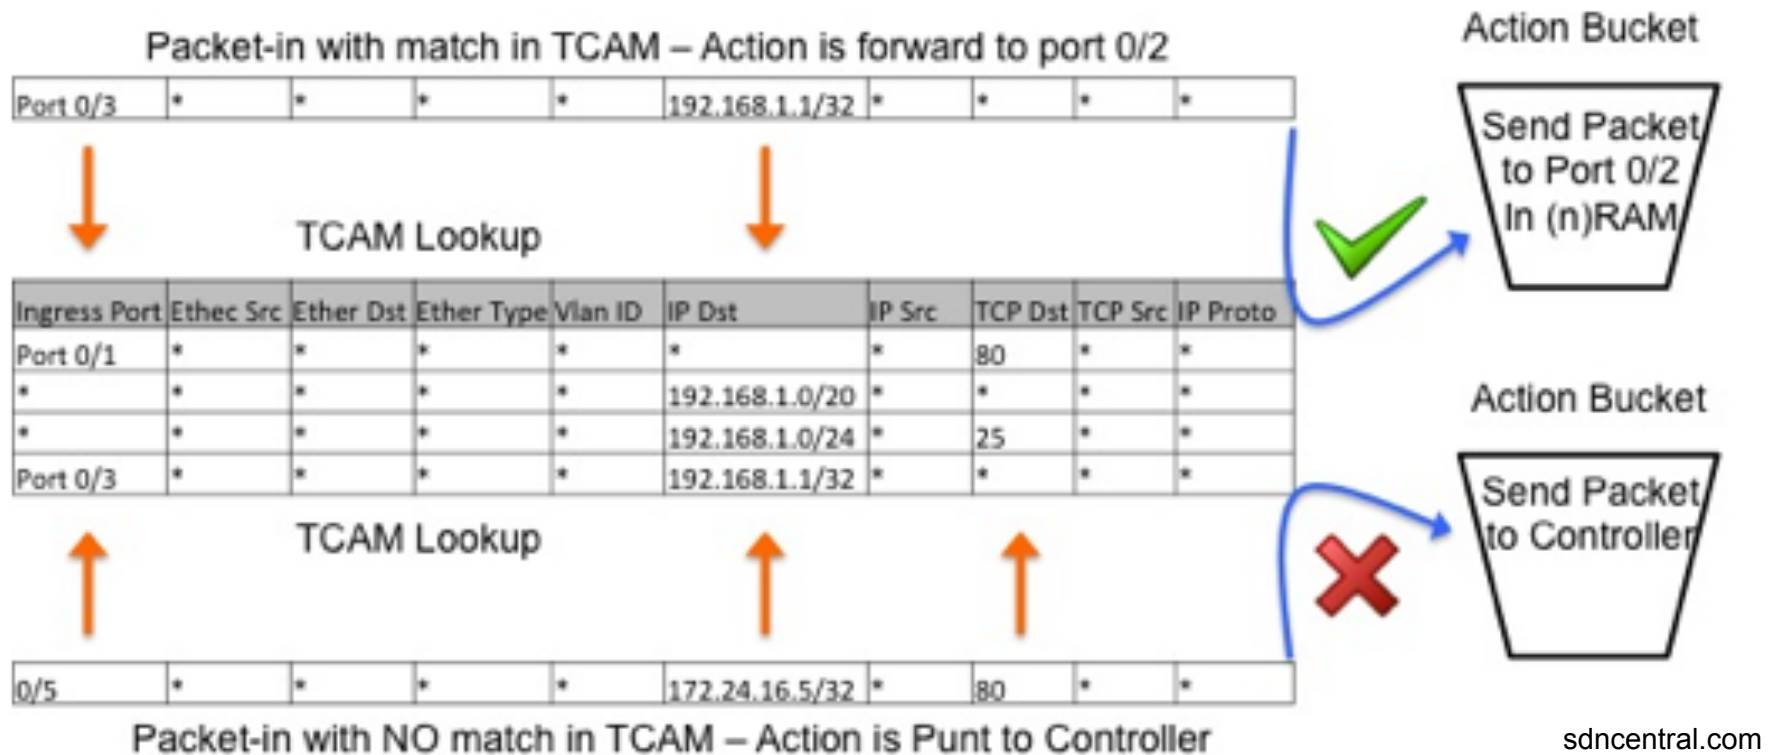 Packet-in with match in TCAM – Action is forward to port 0/2
Action Bucket
Port 0/3 * * * * 192.168.1.1/32 * * * *
Send Packet
to Port 0/2
In (n)RAM
TCAM Lookup
Ingress Port Ethec Src Ether Dst Ether Type Vlan ID IP Dst IP Src TCP Dst TCP Src IP Proto
Port 0/1 * * * * * * 80 * *
* * * * * 192.168.1.0/20 * * * *
* * * * * 192.168.1.0/24 * 25 * *
Port 0/3 * * * * 192.168.1.1/32 * * * *
Action Bucket
Send Packet
to Controller
TCAM Lookup
0/5 * * * * 172.24.16.5/32 * 80 * *
Packet-in with NO match in TCAM – Action is Punt to Controller
sdncentral.com